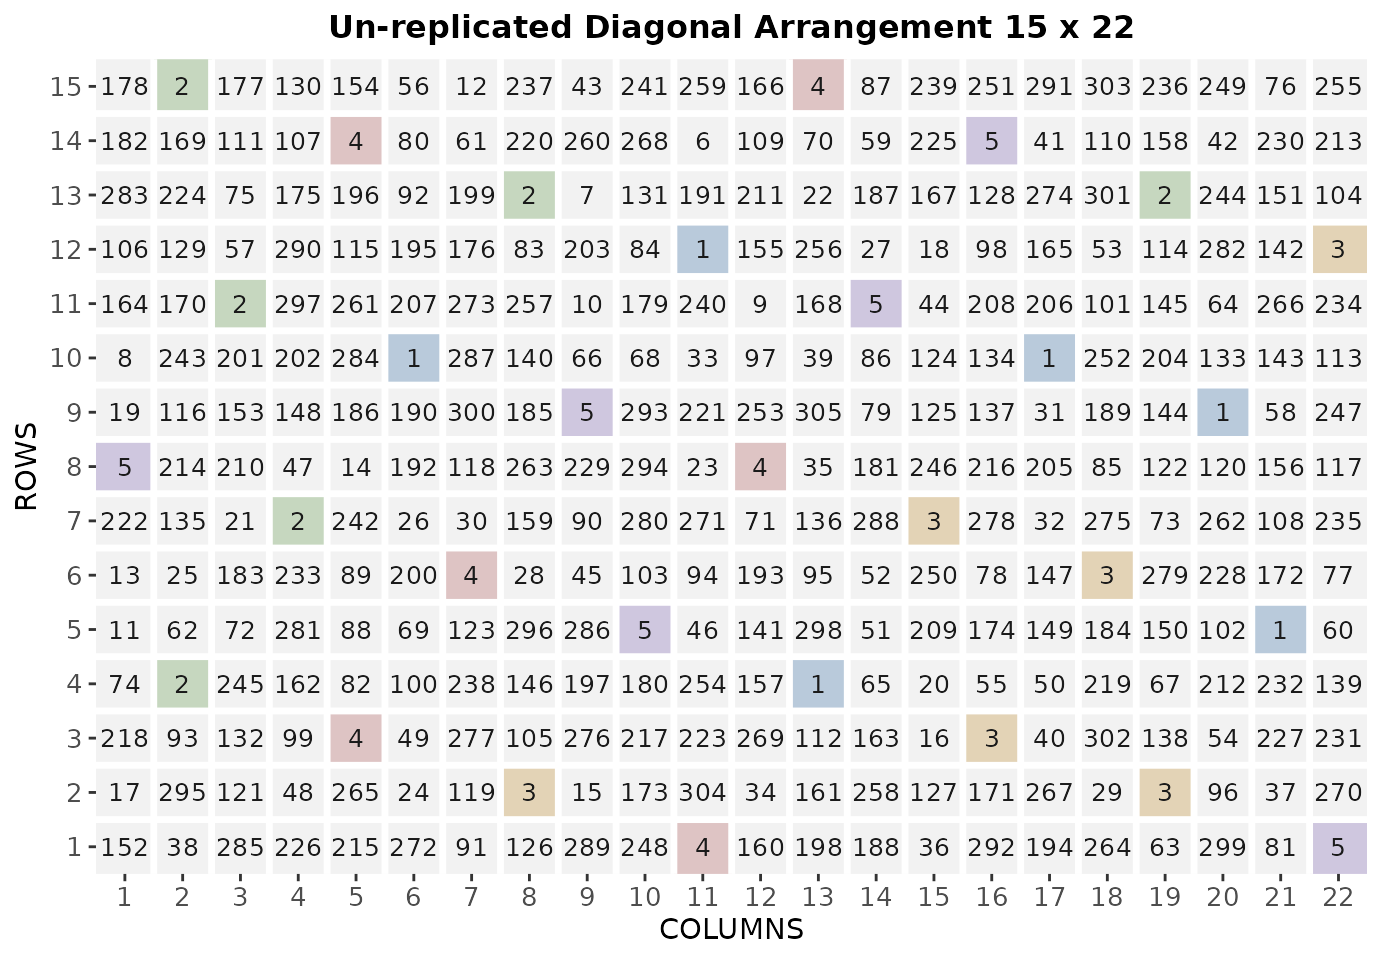 Un-replicated Diagonal Arrangement 15 x 22
15 178 2 177 130 154 56 12 237 43 241 259 166 4 87 239 251 291 303 236 249 76 255
14 182 169 111 107 4 80 61 220 260 268 6 109 70 59 225 5 41 110 158 42 230 213
13 283 224 75 175 196 92 199 2 7 131 191 211 22 187 167 128 274 301 2 244 151 104
12 106 129 57 290 115 195 176 83 203 84 1 155 256 27 18 98 165 53 114 282 142 3
11 164 170 2 297 261 207 273 257 10 179 240 9 168 5 44 208 206 101 145 64 266 234
10 8 243 201 202 284 1 287 140 66 68 33 97 39 86 124 134 1 252 204 133 143 113
9 19 116 153 148 186 190 300 185 5 293 221 253 305 79 125 137 31 189 144 1 58 247
8 5 214 210 47 14 192 118 263 229 294 23 4 35 181 246 216 205 85 122 120 156 117
7 222 135 21 2 242 26 30 159 90 280 271 71 136 288 3 278 32 275 73 262 108 235
6 13 25 183 233 89 200 4 28 45 103 94 193 95 52 250 78 147 3 279 228 172 77
5 11 62 72 281 88 69 123 296 286 5 46 141 298 51 209 174 149 184 150 102 1 60
4 74 2 245 162 82 100 238 146 197 180 254 157 1 65 20 55 50 219 67 212 232 139
3 218 93 132 99 4 49 277 105 276 217 223 269 112 163 16 3 40 302 138 54 227 231
2 17 295 121 48 265 24 119 3 15 173 304 34 161 258 127 171 267 29 3 96 37 270
1 152 38 285 226 215 272 91 126 289 248 4 160 198 188 36 292 194 264 63 299 81 5
1 2 3 4 5 6 7 8 9 10 11 12 13 14 15 16 17 18 19 20 21 22
COLUMNS
ROWS